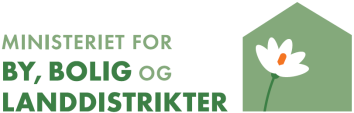 MINISTERIET FOR
BY, BOLIG OG
LANDDISTRIKTER